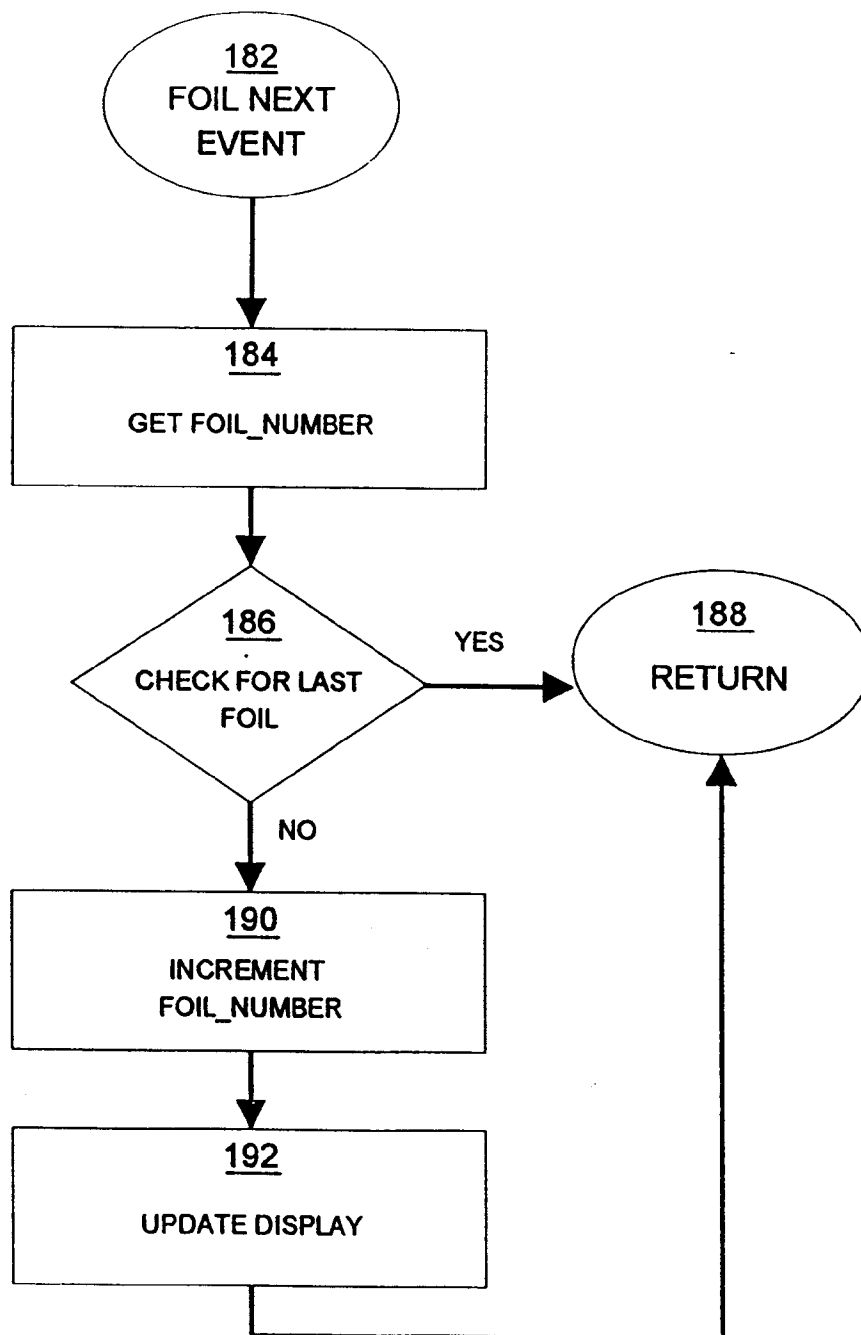 182
FOIL NEXT
EVENT
184
GET FOIL_NUMBER
186
CHECK FOR LAST
FOIL
YES
188
RETURN
NO
190
INCREMENT
FOIL_NUMBER
192
UPDATE DISPLAY